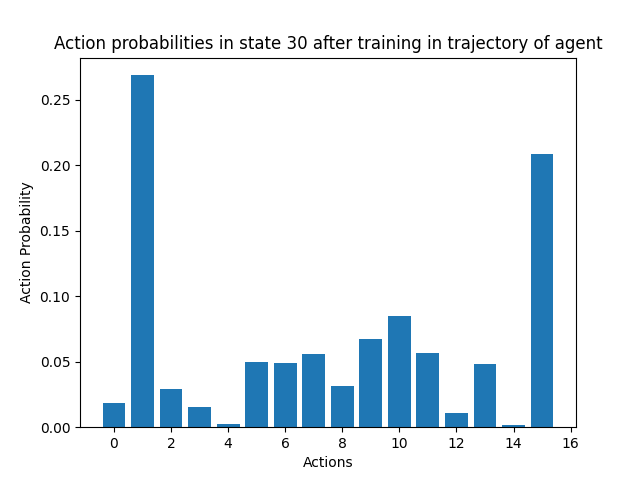 Action probabilities in state 30 after training in trajectory of agent
Action Probability
0.25
0.20
0.15
0.10
0.05
0.00
0 2 4 6 8 10 12 14 16
Actions